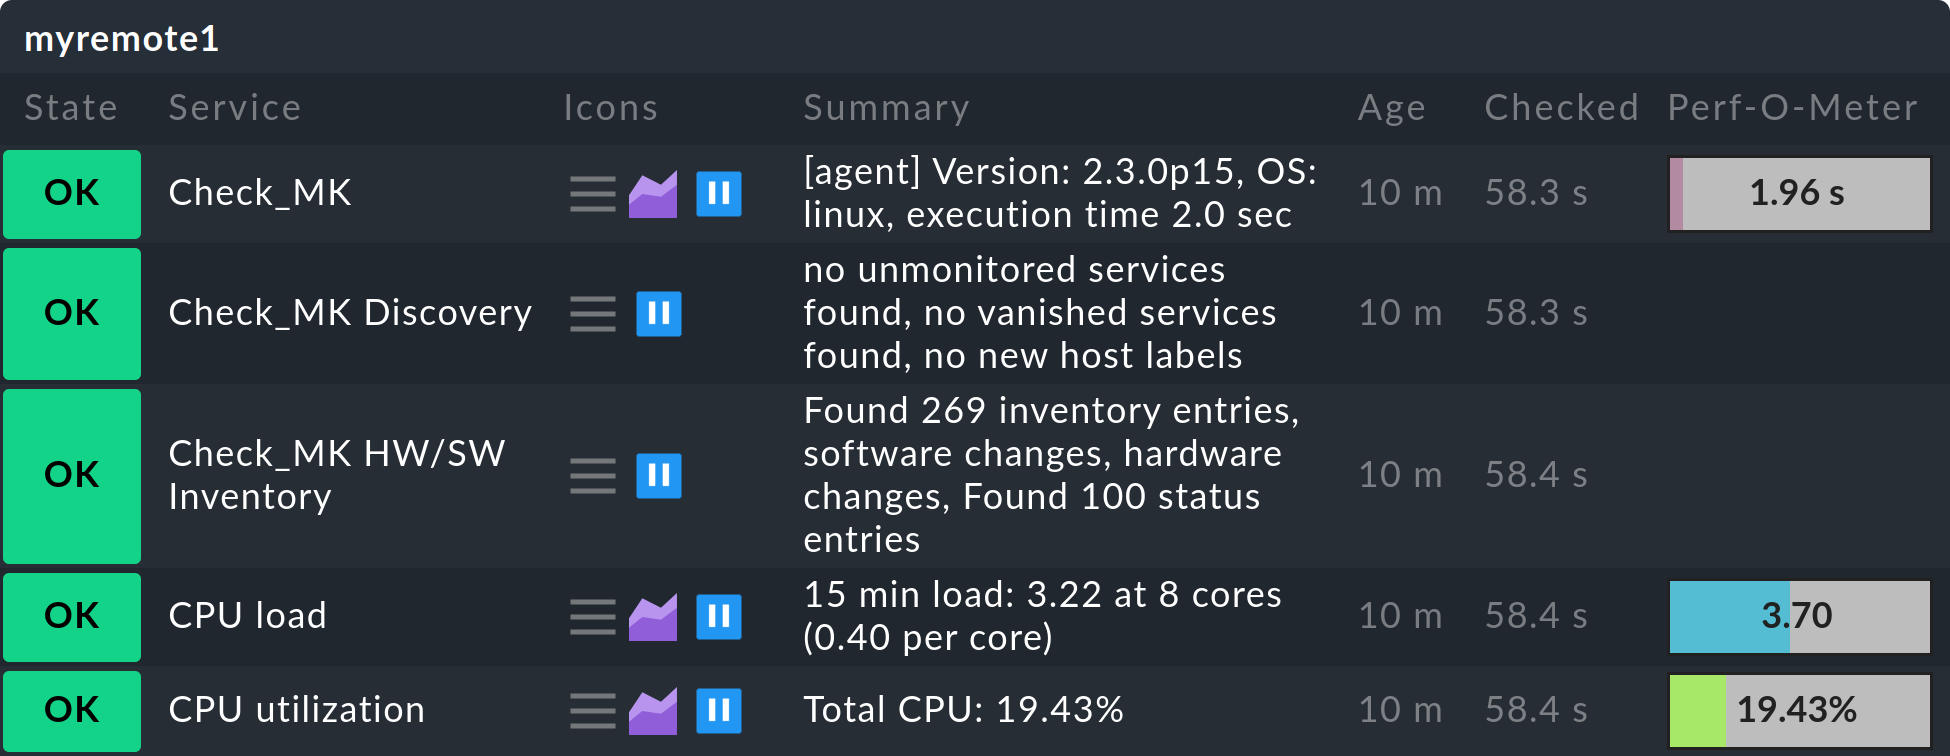 myremote1
State Service Icons Summary Age Checked Perf-O-Meter
OK Check_MK [agent] Version: 2.3.0p15, OS: 10 m 58.3 s 1.96 s
linux, execution time 2.0 sec
OK Check_MK Discovery no unmonitored services 10 m 58.3 s
found, no vanished services
found, no new host labels
OK Check_MK HW/SW Found 269 inventory entries, 10 m 58.4 s
Inventory software changes, hardware
changes, Found 100 status
entries
OK CPU load 15 min load: 3.22 at 8 cores 10 m 58.4 s 3.70
(0.40 per core)
OK CPU utilization Total CPU: 19.43% 10 m 58.4 s 19.43%